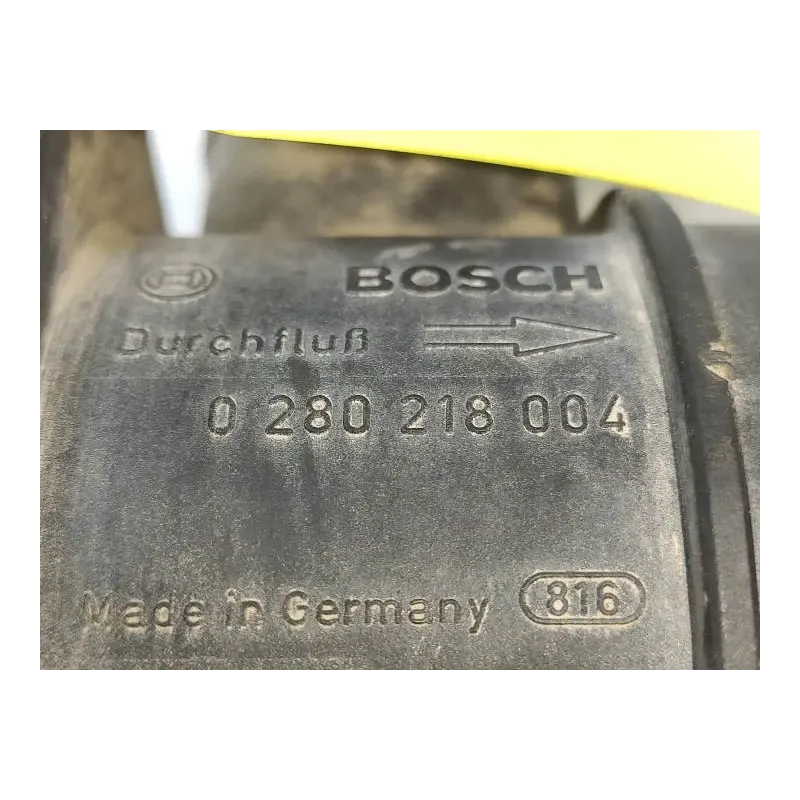 BOSCH
Durchfluß
0 280 218 004
Made in Germany 816